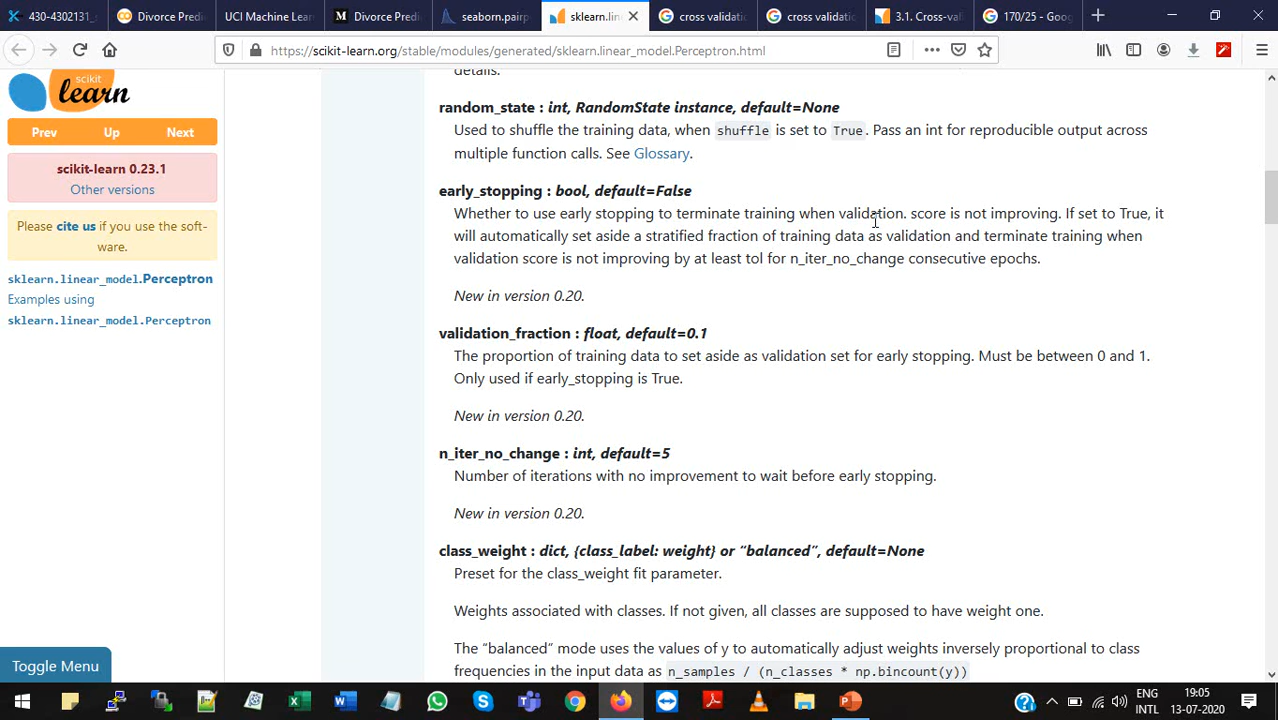 430-4302131_
Divorce Predi
UCI Machine Lear
Divorce Predi
seaborn.pairp
sklearn.line
cross validatio
cross validatio
3.1. Cross-val
170/25 - Goog
https://scikit-learn.org/stable/modules/generated/sklearn.linear_model.Perceptron.html
scikit
learn
Prev Up Next
scikit-learn 0.23.1
Other versions
Please cite us if you use the soft-
ware.
sklearn.linear_model.Perceptron
Examples using
sklearn.linear_model.Perceptron
Toggle Menu
details.
random_state : int, RandomState instance, default=None
Used to shuffle the training data, when shuffle is set to True. Pass an int for reproducible output across
multiple function calls. See Glossary.
early_stopping : bool, default=False
Whether to use early stopping to terminate training when validation. score is not improving. If set to True, it
will automatically set aside a stratified fraction of training data as validation and terminate training when
validation score is not improving by at least tol for n_iter_no_change consecutive epochs.
New in version 0.20.
validation_fraction : float, default=0.1
The proportion of training data to set aside as validation set for early stopping. Must be between 0 and 1.
Only used if early_stopping is True.
New in version 0.20.
n_iter_no_change : int, default=5
Number of iterations with no improvement to wait before early stopping.
New in version 0.20.
class_weight : dict, {class_label: weight} or “balanced”, default=None
Preset for the class_weight fit parameter.
Weights associated with classes. If not given, all classes are supposed to have weight one.
The “balanced” mode uses the values of y to automatically adjust weights inversely proportional to class
frequencies in the input data as n_samples / (n_classes * np.bincount(y))
ENG
INTL
19:05
13-07-2020